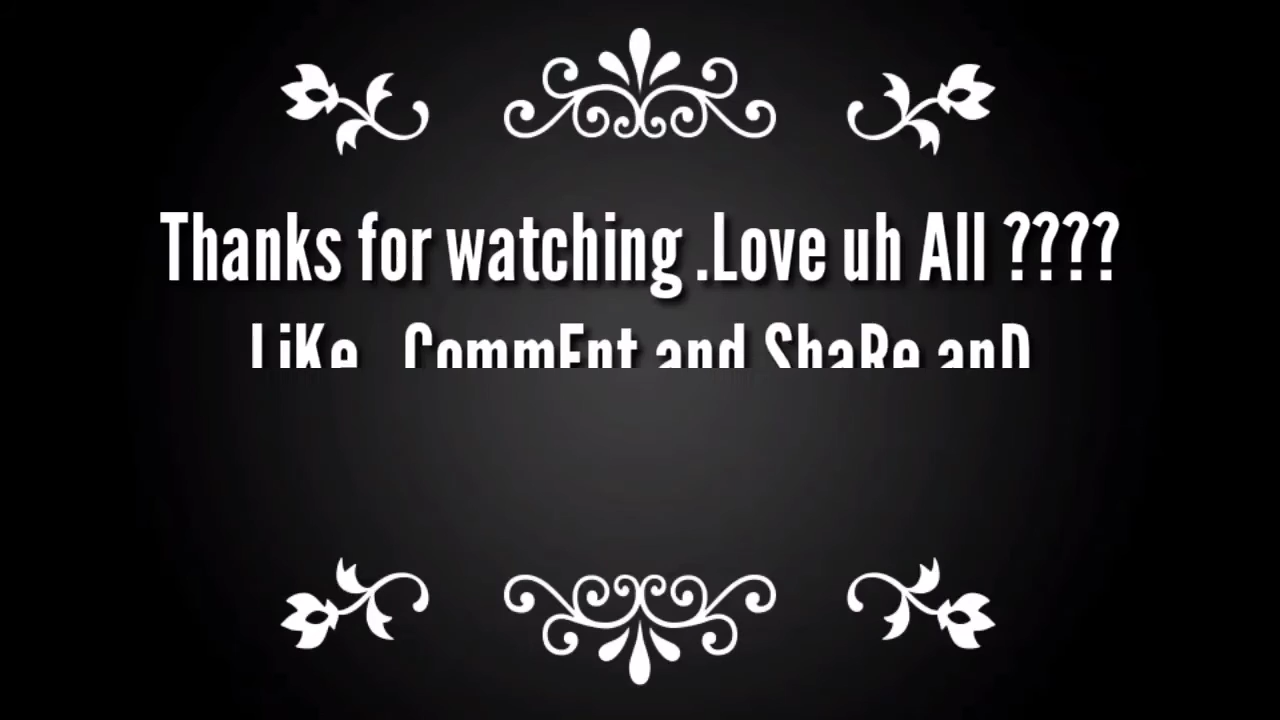 Thanks for watching .Love uh All ????
LiKe , CommEnt and ShaRe anD